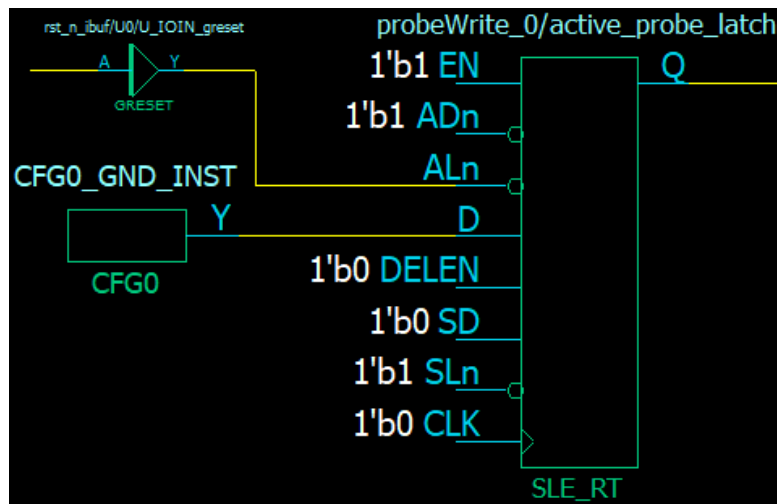 rst_n_ibuf/U0/U_IOIN_greset
A Y
GRESET
CFG0_GND_INST
Y
CFG0
probeWrite_0/active_probe_latch
1'b1 EN
Q
1'b1 ADn
ALn
D
1'b0 DELEN
1'b0 SD
1'b1 SLn
1'b0 CLK
SLE_RT